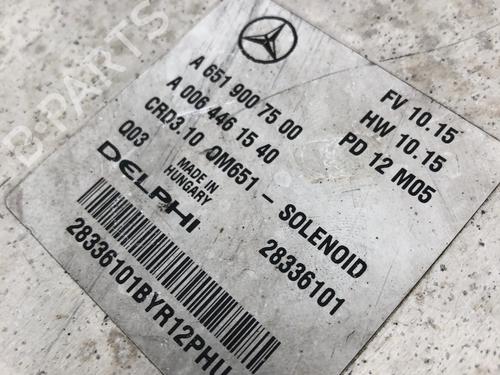 A 651 900 75 00
A 006 446 15 40
CRD3.10 OM651 - SOLENOID
Q03
MADE IN
HUNGARY
28336101
DELPHI
28336101BYR12PHU
FV 10.15
HW 10.15
PD 12 M05
B-PARTS